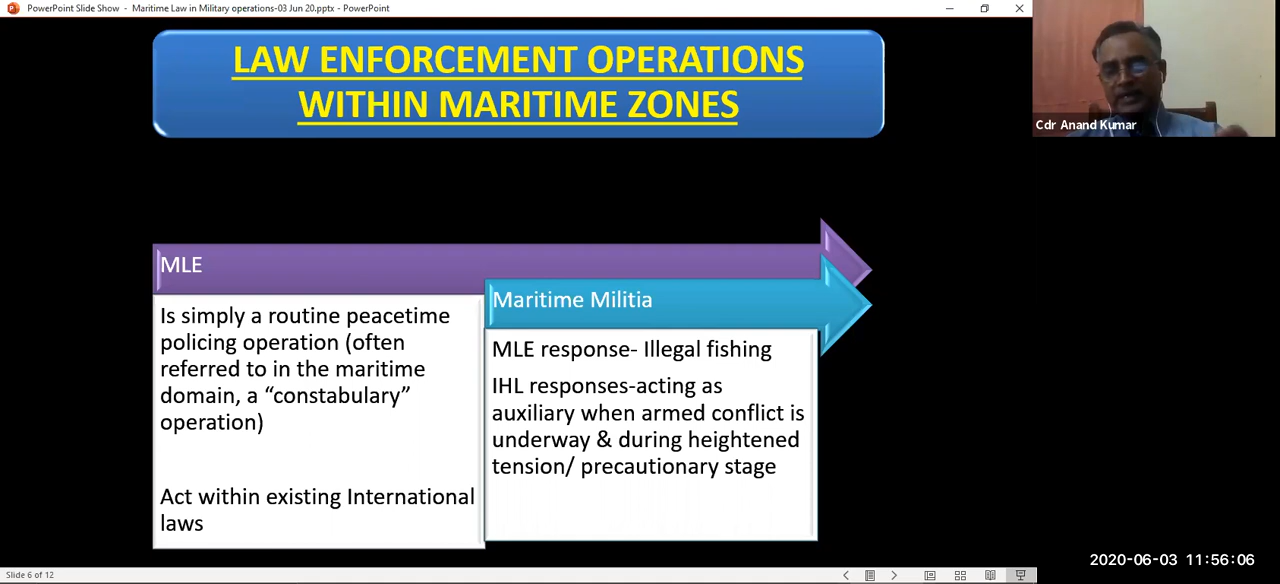 PowerPoint Slide Show - Maritime Law in Military operations-03 Jun 20.pptx - PowerPoint
LAW ENFORCEMENT OPERATIONS
WITHIN MARITIME ZONES
Cdr Anand Kumar
MLE
Is simply a routine peacetime
policing operation (often
referred to in the maritime
domain, a “constabulary”
operation)
Act within existing International
laws
Maritime Militia
MLE response- Illegal fishing
IHL responses-acting as
auxiliary when armed conflict is
underway & during heightened
tension/ precautionary stage
2020-06-03 11:56:06
Slide 6 of 12